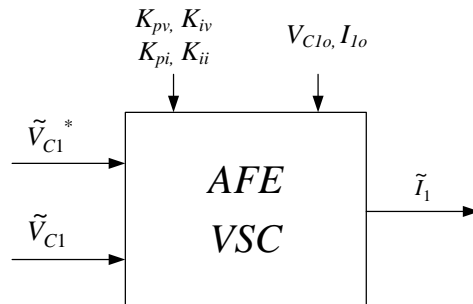 K_pv, K_iv
K_pi, K_ii
V_C1o, I_1o
Ṽ_C1*
AFE
VSC
Ĩ_1
Ṽ_C1